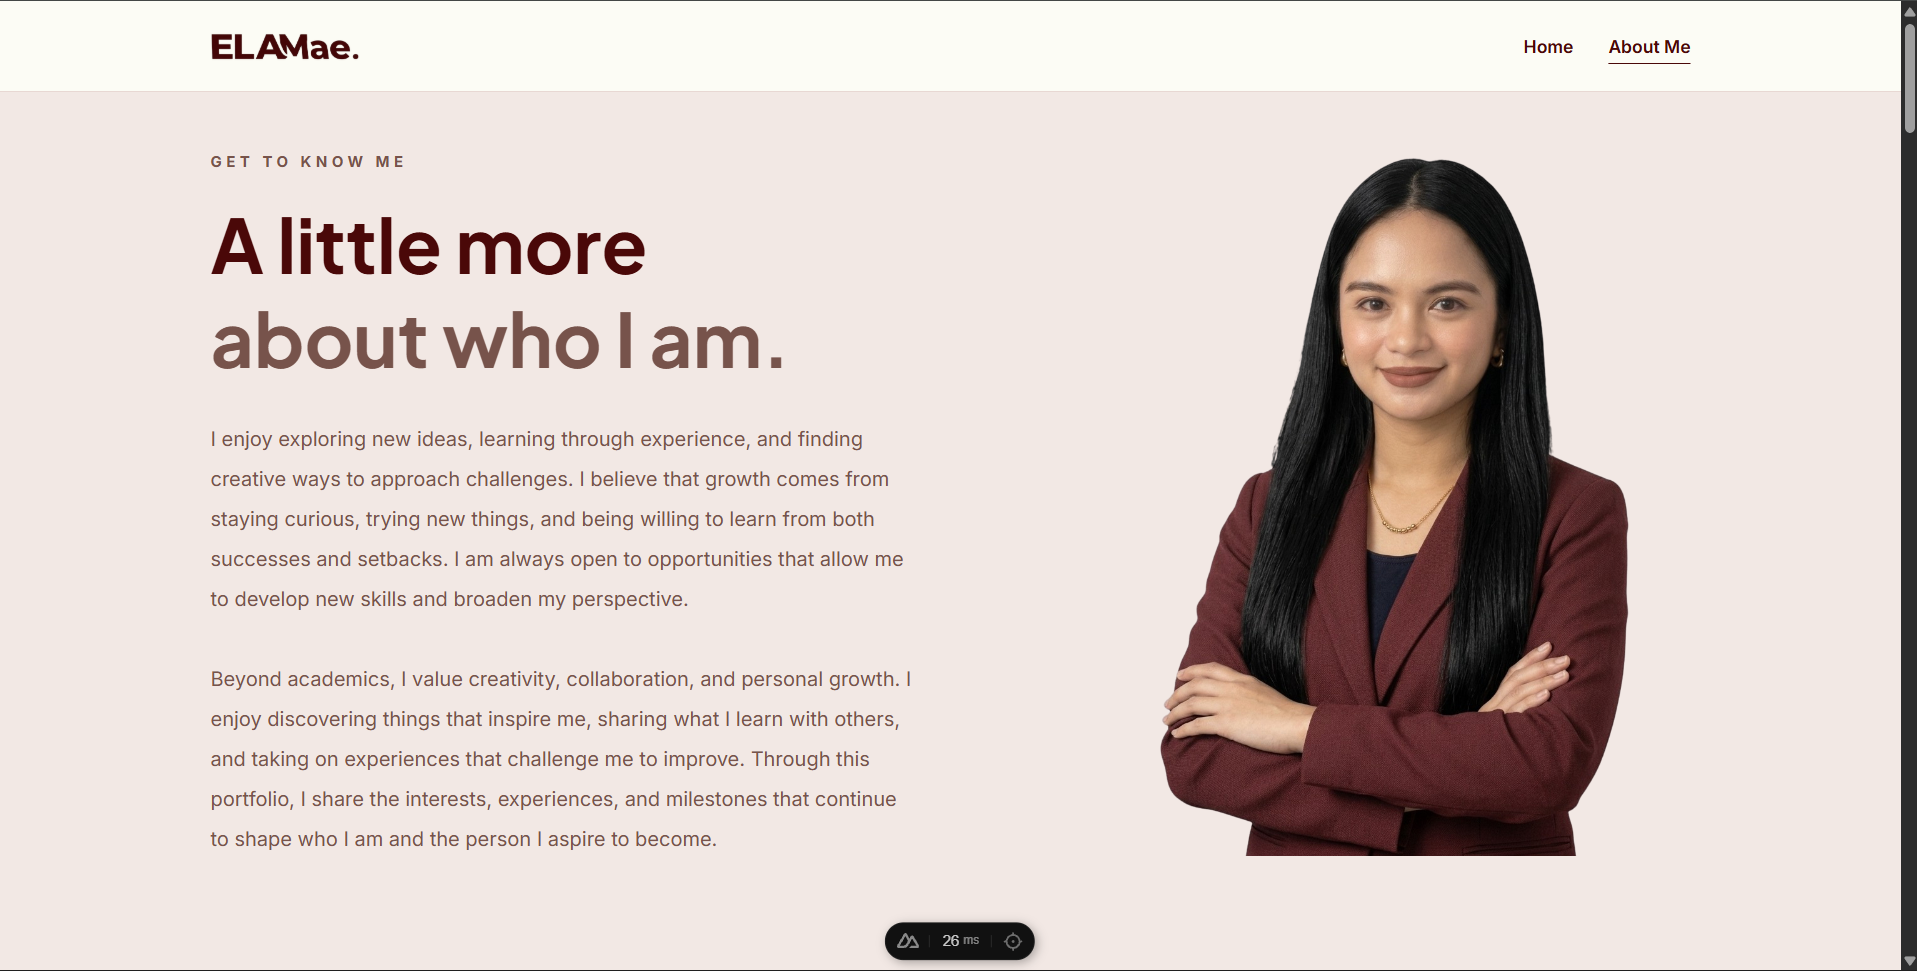 ELAMae.
Home
About Me
GET TO KNOW ME
A little more
about who I am.
I enjoy exploring new ideas, learning through experience, and finding
creative ways to approach challenges. I believe that growth comes from
staying curious, trying new things, and being willing to learn from both
successes and setbacks. I am always open to opportunities that allow me
to develop new skills and broaden my perspective.
Beyond academics, I value creativity, collaboration, and personal growth. I
enjoy discovering things that inspire me, sharing what I learn with others,
and taking on experiences that challenge me to improve. Through this
portfolio, I share the interests, experiences, and milestones that continue
to shape who I am and the person I aspire to become.
26 ms